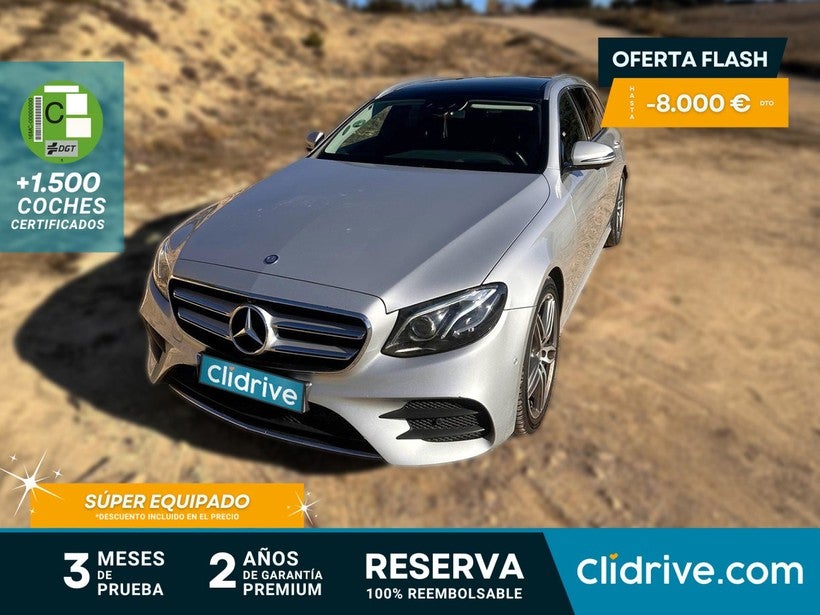 OFERTA FLASH
HASTA
-8.000 € DTO
C
DGT
+1.500
COCHES
CERTIFICADOS
Clidrive
SÚPER EQUIPADO
*DESCUENTO INCLUIDO EN EL PRECIO
3 MESES DE PRUEBA
2 AÑOS DE GARANTÍA PREMIUM
RESERVA
100% REEMBOLSABLE
Clidrive.com